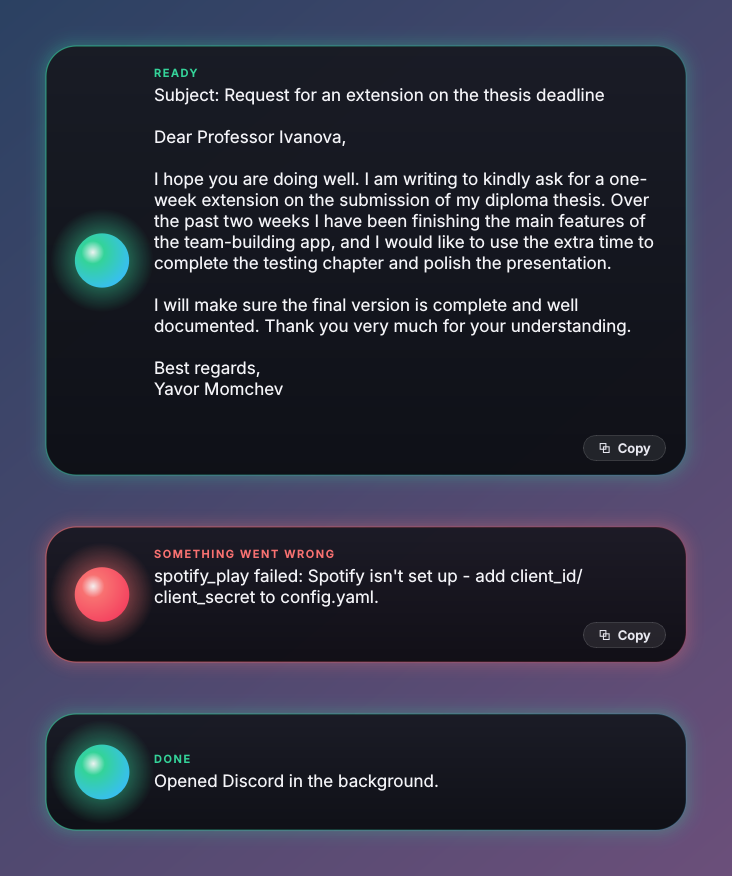 READY
Subject: Request for an extension on the thesis deadline
Dear Professor Ivanova,
I hope you are doing well. I am writing to kindly ask for a one-
week extension on the submission of my diploma thesis. Over
the past two weeks I have been finishing the main features of
the team-building app, and I would like to use the extra time to
complete the testing chapter and polish the presentation.
I will make sure the final version is complete and well
documented. Thank you very much for your understanding.
Best regards,
Yavor Momchev
Copy
SOMETHING WENT WRONG
spotify_play failed: Spotify isn't set up - add client_id/
client_secret to config.yaml.
Copy
DONE
Opened Discord in the background.